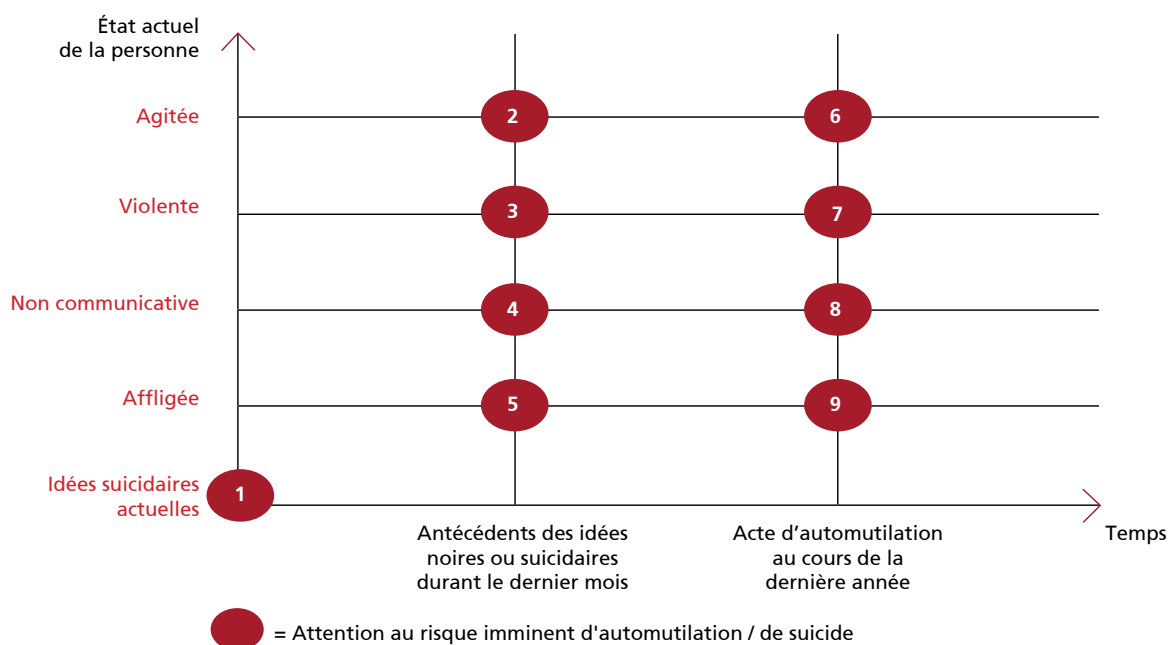 État actuel
de la personne
Agitée
2
6
Violente
3
7
Non communicative
4
8
Affligée
5
9
Idées suicidaires
actuelles
1
Antécédents des idées
noires ou suicidaires
durant le dernier mois
Acte d’automutilation
au cours de la
dernière année
Temps
= Attention au risque imminent d'automutilation / de suicide